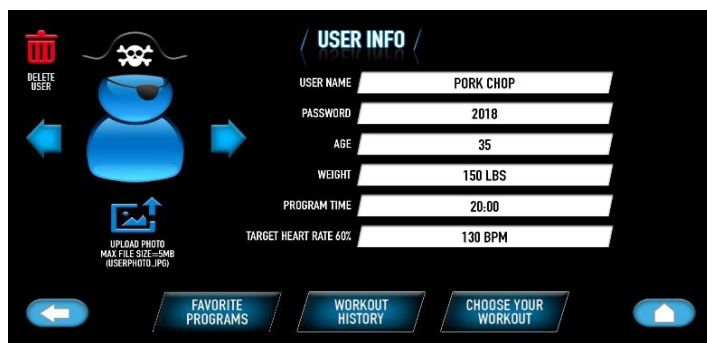 USER INFO
DELETE
USER
USER NAME PORK CHOP
PASSWORD 2018
AGE 35
WEIGHT 150 LBS
PROGRAM TIME 20:00
TARGET HEART RATE 60% 130 BPM
UPLOAD PHOTO
MAX FILE SIZE=5MB
(USERPHOTO.JPG)
FAVORITE
PROGRAMS
WORKOUT
HISTORY
CHOOSE YOUR
WORKOUT